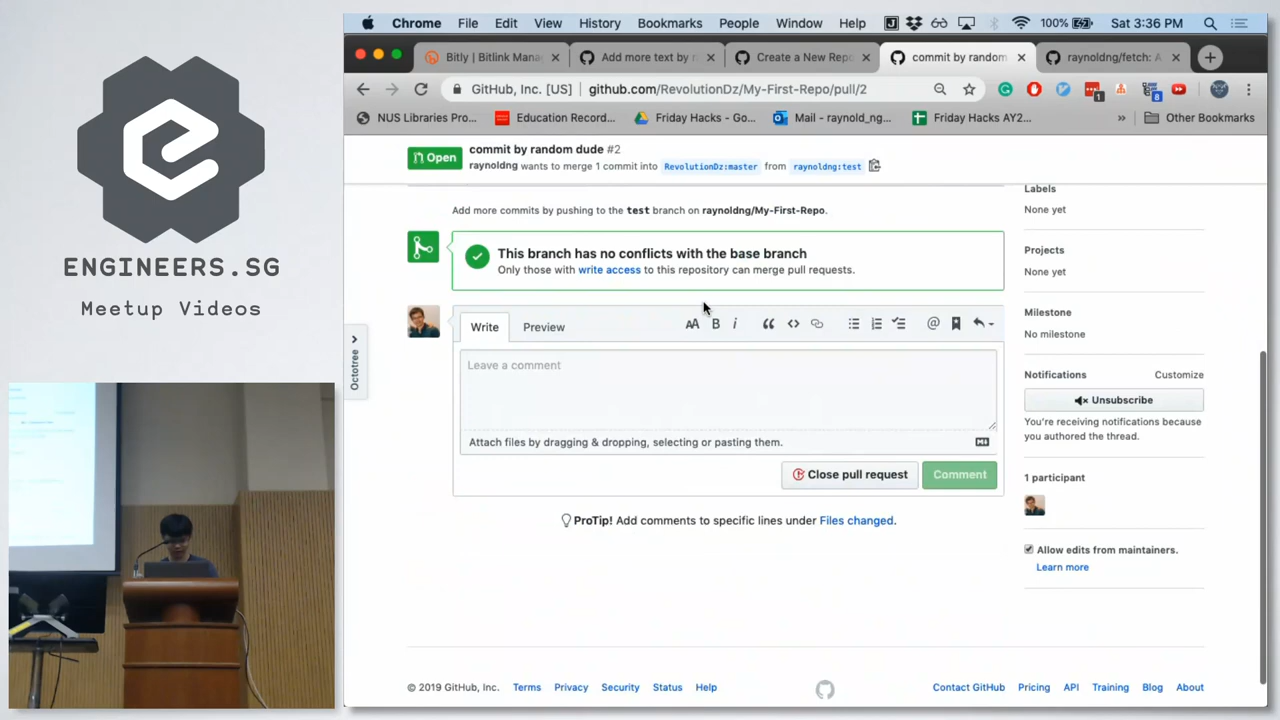 ENGINEERS.SG
Meetup Videos
Chrome File Edit View History Bookmarks People Window Help 100% Sat 3:36 PM
Bitly | Bitlink Mana
Add more text by r
Create a New Repo
commit by random
raynoldng/fetch: A
GitHub, Inc. [US] github.com/RevolutionDz/My-First-Repo/pull/2
1
8
NUS Libraries Pro...
Education Record...
Friday Hacks - Go...
Mail - raynold_ng...
Friday Hacks AY2...
»
Other Bookmarks
Open
commit by random dude #2
raynoldng wants to merge 1 commit into RevolutionDz:master from raynoldng:test
Add more commits by pushing to the test branch on raynoldng/My-First-Repo.
This branch has no conflicts with the base branch
Only those with write access to this repository can merge pull requests.
Octotree
Write Preview
Leave a comment
Attach files by dragging & dropping, selecting or pasting them.
Close pull request
Comment
ProTip! Add comments to specific lines under Files changed.
Labels
None yet
Projects
None yet
Milestone
No milestone
Notifications Customize
Unsubscribe
You're receiving notifications because
you authored the thread.
1 participant
Allow edits from maintainers.
Learn more
© 2019 GitHub, Inc. Terms Privacy Security Status Help
Contact GitHub Pricing API Training Blog About